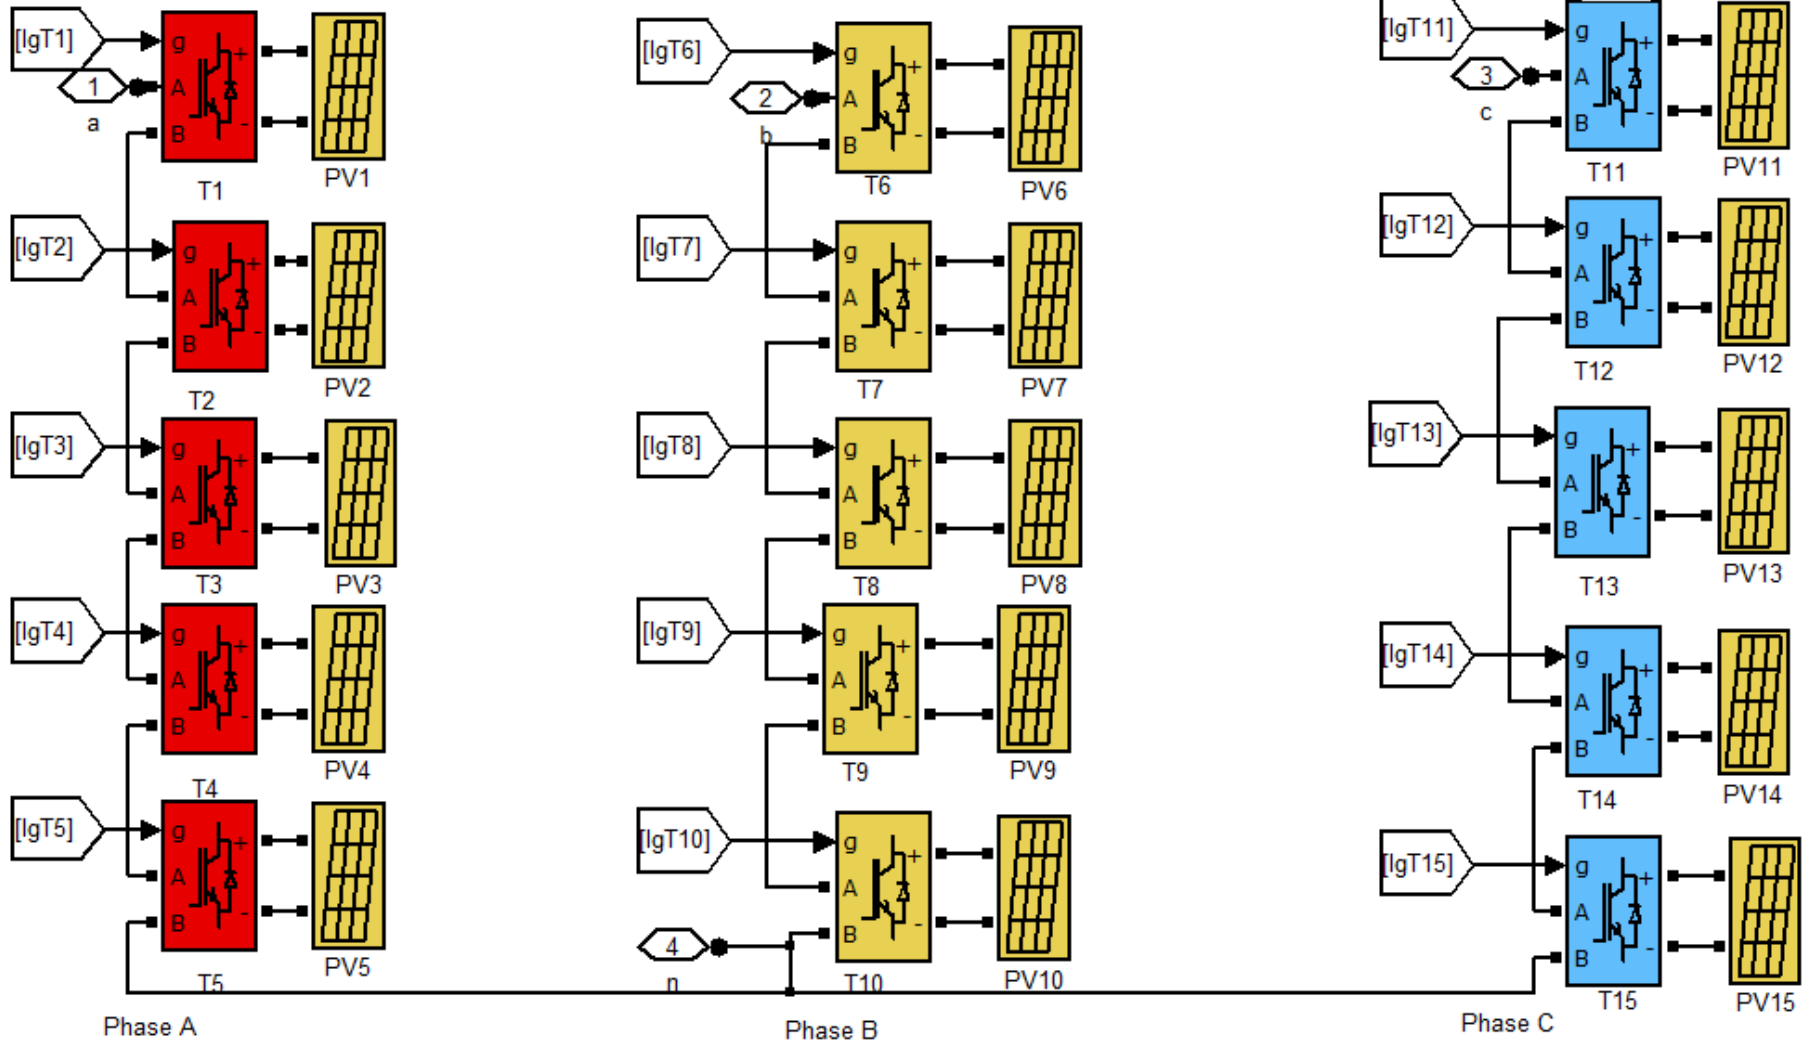 [IgT1]
g
+
1
A
a
B
-
T1
PV1
[IgT2]
g
+
A
B
-
T2
PV2
[IgT3]
g
+
A
B
-
T3
PV3
[IgT4]
g
+
A
B
-
T4
PV4
[IgT5]
g
+
A
B
-
T5
PV5
Phase A
[IgT6]
g
+
2
A
b
B
-
T6
PV6
[IgT7]
g
+
A
B
-
T7
PV7
[IgT8]
g
+
A
B
-
T8
PV8
[IgT9]
g
+
A
B
-
T9
PV9
[IgT10]
g
+
A
B
-
4
n
T10
PV10
Phase B
[IgT11]
g
+
3
A
c
B
-
T11
PV11
[IgT12]
g
+
A
B
-
T12
PV12
[IgT13]
g
+
A
B
-
T13
PV13
[IgT14]
g
+
A
B
-
T14
PV14
[IgT15]
g
+
A
B
-
T15
PV15
Phase C